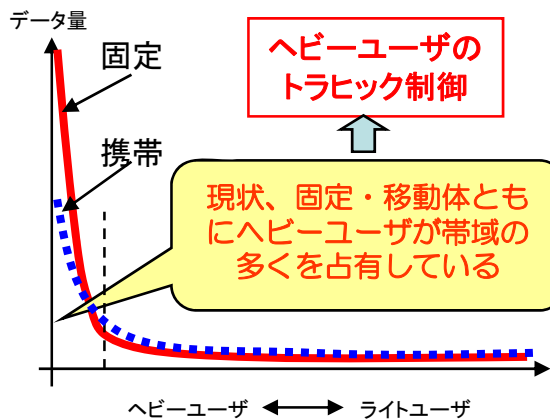 データ量
固定
ヘビーユーザの
トラヒック制御
携帯
現状、固定・移動体とも
にヘビーユーザが帯域の
多くを占有している
ヘビーユーザ
ライトユーザ